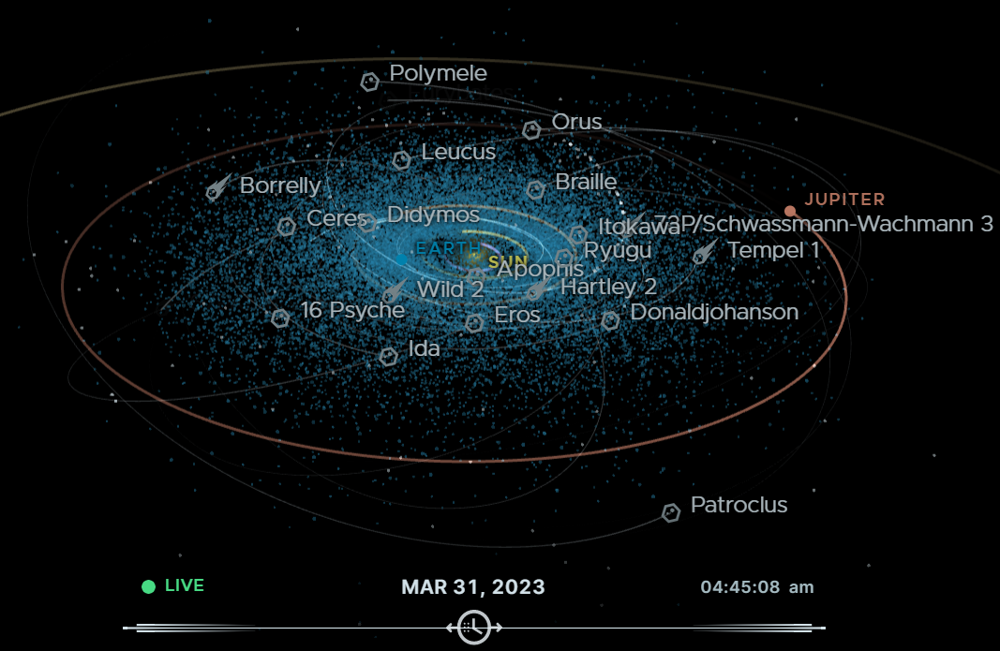 Polymele
Orus
Leucus
Braille
Borrelly
JUPITER
Ceres
Didymos
Itokawa
73P/Schwassmann-Wachmann 3
EARTH
Ryugu
Tempel 1
SUN
Apophis
Wild 2
Hartley 2
16 Psyche
Eros
Donaldjohanson
Ida
Patroclus
LIVE
MAR 31, 2023
04:45:08 am